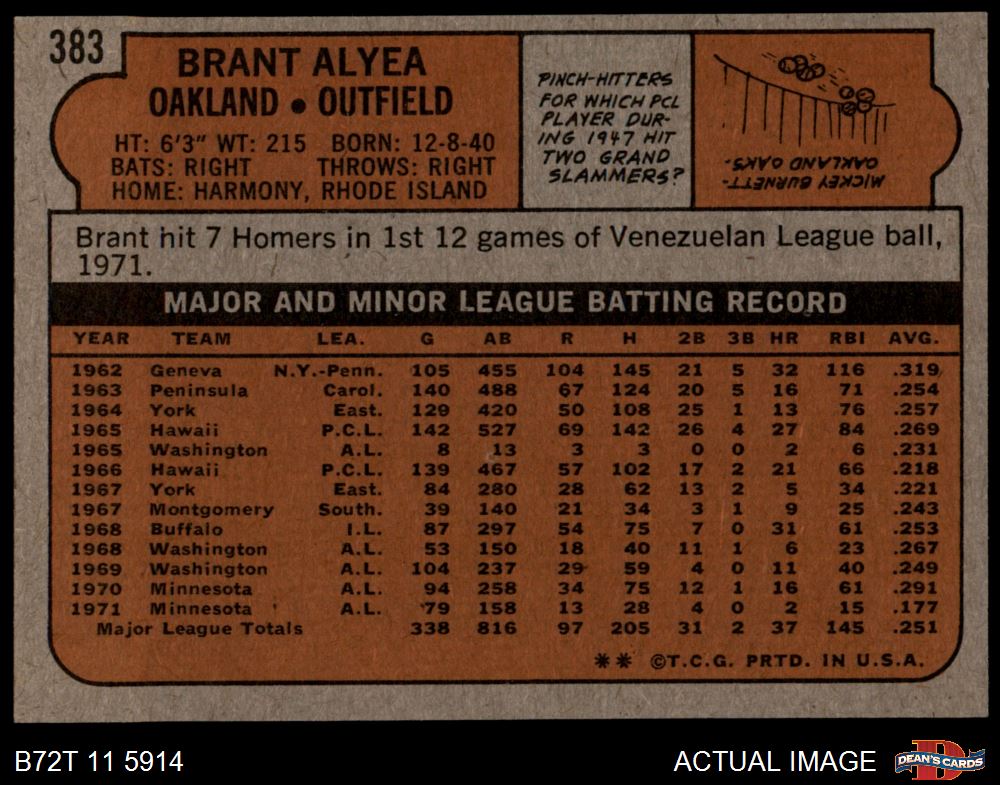 383
BRANT ALYEA
OAKLAND • OUTFIELD
HT: 6'3" WT: 215 BORN: 12-8-40
BATS: RIGHT THROWS: RIGHT
HOME: HARMONY, RHODE ISLAND
PINCH-HITTERS
FOR WHICH PCL
PLAYER DUR-
ING 1947 HIT
TWO GRAND
SLAMMERS?
MICKEY BURNETT-
OAKLAND OAKS.
Brant hit 7 Homers in 1st 12 games of Venezuelan League ball,
1971.
MAJOR AND MINOR LEAGUE BATTING RECORD
YEAR TEAM LEA. G AB R H 2B 3B HR RBI AVG.
1962 Geneva N.Y.-Penn. 105 455 104 145 21 5 32 116 .319
1963 Peninsula Carol. 140 488 67 124 20 5 16 71 .254
1964 York East. 129 420 50 108 25 1 13 76 .257
1965 Hawaii P.C.L. 142 527 69 142 26 4 27 84 .269
1965 Washington A.L. 8 13 3 3 0 0 2 6 .231
1966 Hawaii P.C.L. 139 467 57 102 17 2 21 66 .218
1967 York East. 84 280 28 62 13 2 5 34 .221
1967 Montgomery South. 39 140 21 34 3 1 9 25 .243
1968 Buffalo I.L. 87 297 54 75 7 0 31 61 .253
1968 Washington A.L. 53 150 18 40 11 1 6 23 .267
1969 Washington A.L. 104 237 29 59 4 0 11 40 .249
1970 Minnesota A.L. 94 258 34 75 12 1 16 61 .291
1971 Minnesota A.L. 79 158 13 28 4 0 2 15 .177
Major League Totals 338 816 97 205 31 2 37 145 .251
** ©T.C.G. PRTD. IN U.S.A.
B72T 11 5914
ACTUAL IMAGE
DEAN'S CARDS